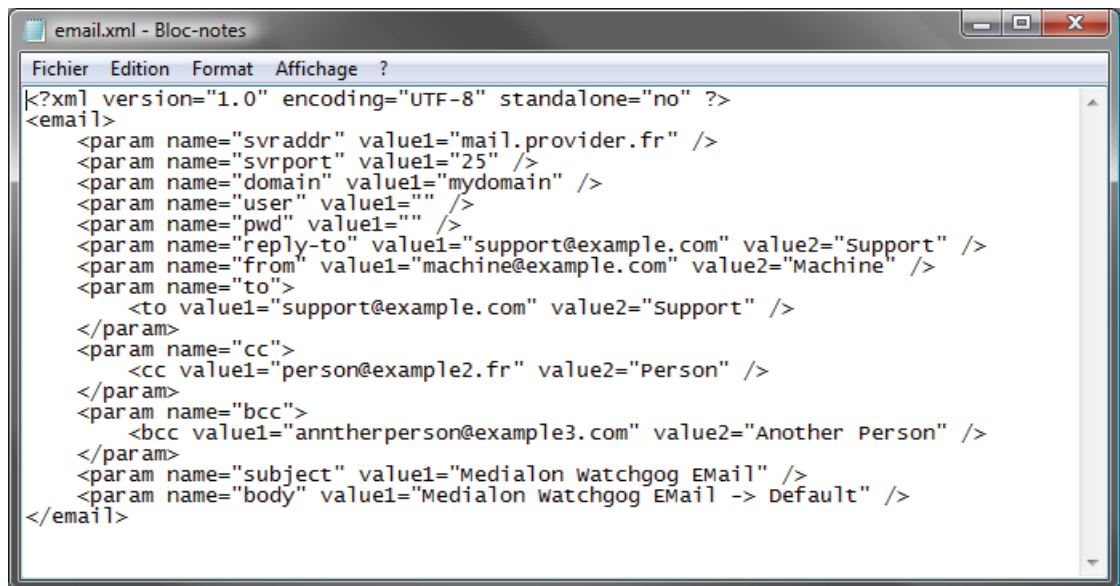 email.xml - Bloc-notes
Fichier Edition Format Affichage ?
<?xml version="1.0" encoding="UTF-8" standalone="no" ?>
<email>
    <param name="svraddr" value1="mail.provider.fr" />
    <param name="svrport" value1="25" />
    <param name="domain" value1="mydomain" />
    <param name="user" value1="" />
    <param name="pwd" value1="" />
    <param name="reply-to" value1="support@example.com" value2="Support" />
    <param name="from" value1="machine@example.com" value2="Machine" />
    <param name="to">
        <to value1="support@example.com" value2="Support" />
    </param>
    <param name="cc">
        <cc value1="person@example2.fr" value2="Person" />
    </param>
    <param name="bcc">
        <bcc value1="anntherperson@example3.com" value2="Another Person" />
    </param>
    <param name="subject" value1="Medialon Watchgog EMail" />
    <param name="body" value1="Medialon Watchgog EMail -> Default" />
</email>